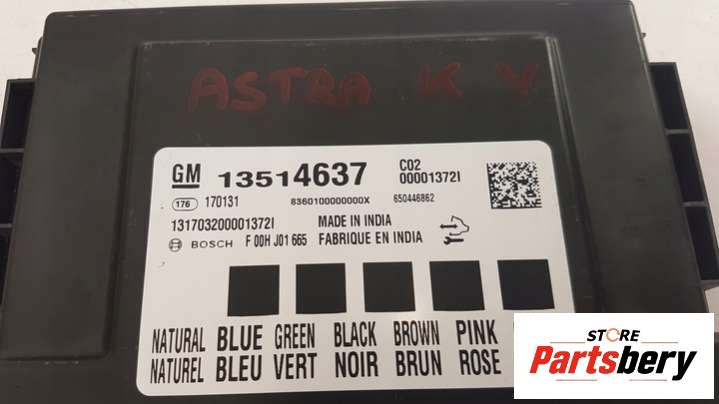 ASTRA K Y
GM 13514637 C02
000013721
176 170131 8360100000000X 650446862
1317032000013721 MADE IN INDIA
BOSCH F 00H J01 665 FABRIQUE EN INDIA
NATURAL BLUE GREEN BLACK BROWN PINK
NATUREL BLEU VERT NOIR BRUN ROSE
STORE
Partsbery